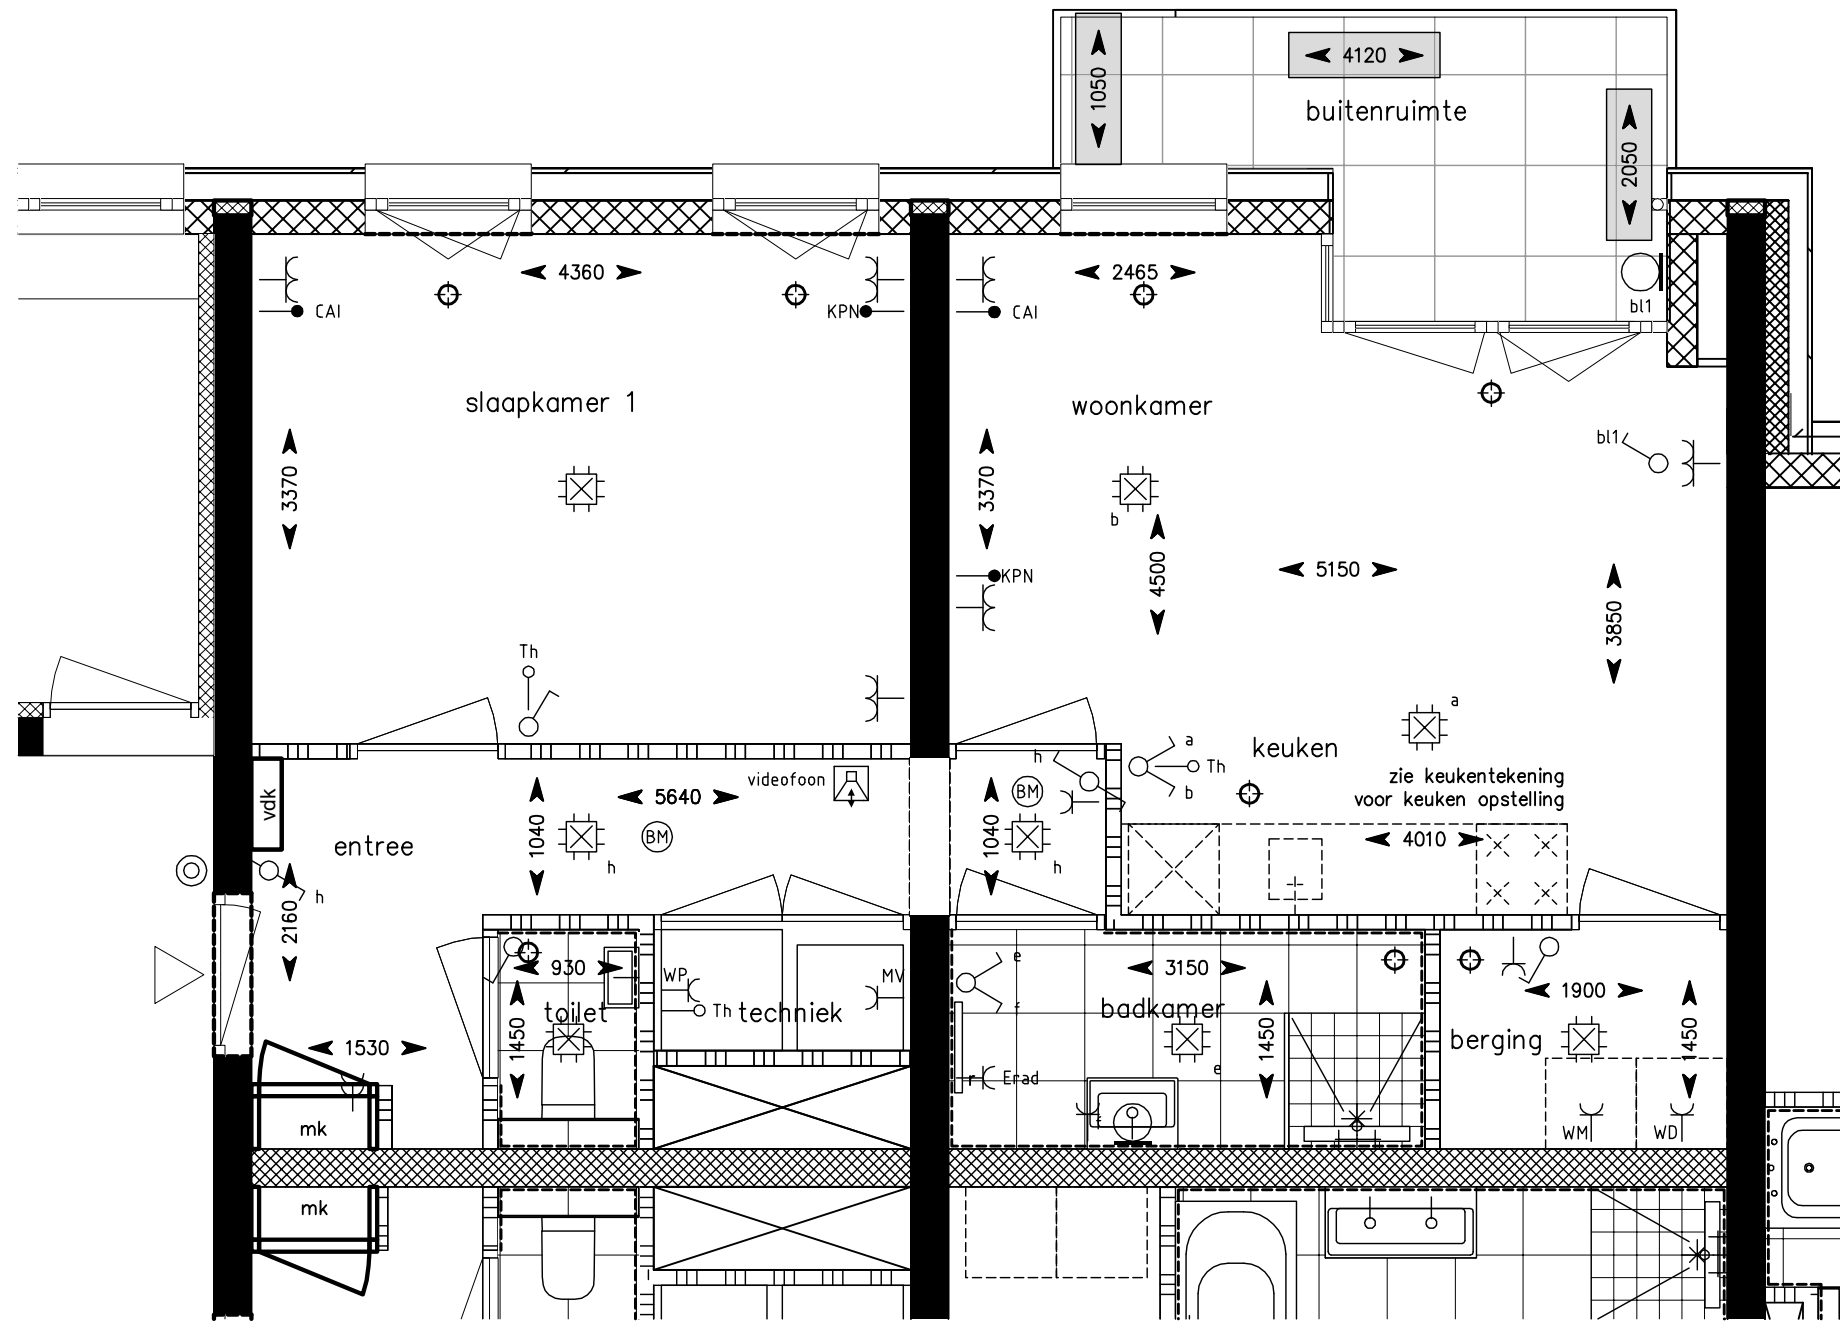 1050
4120
buitenruimte
2050
4360
2465
CAI
KPN
CAI
bl1
slaapkamer 1
woonkamer
bl1
3370
3370
b
4500
5150
KPN
3850
Th
a
a
h
Th
keuken
b
zie keukentekening
voor keuken opstelling
videofoon
vdk
5640
BM
1040
BM
1040
4010
entree
h
h
h
2160
930
WP
MV
e
3150
f
1900
toilet
Th
techniek
badkamer
berging
1450
1450
1450
1530
e
r
Erad
f
mk
WM
WD
mk